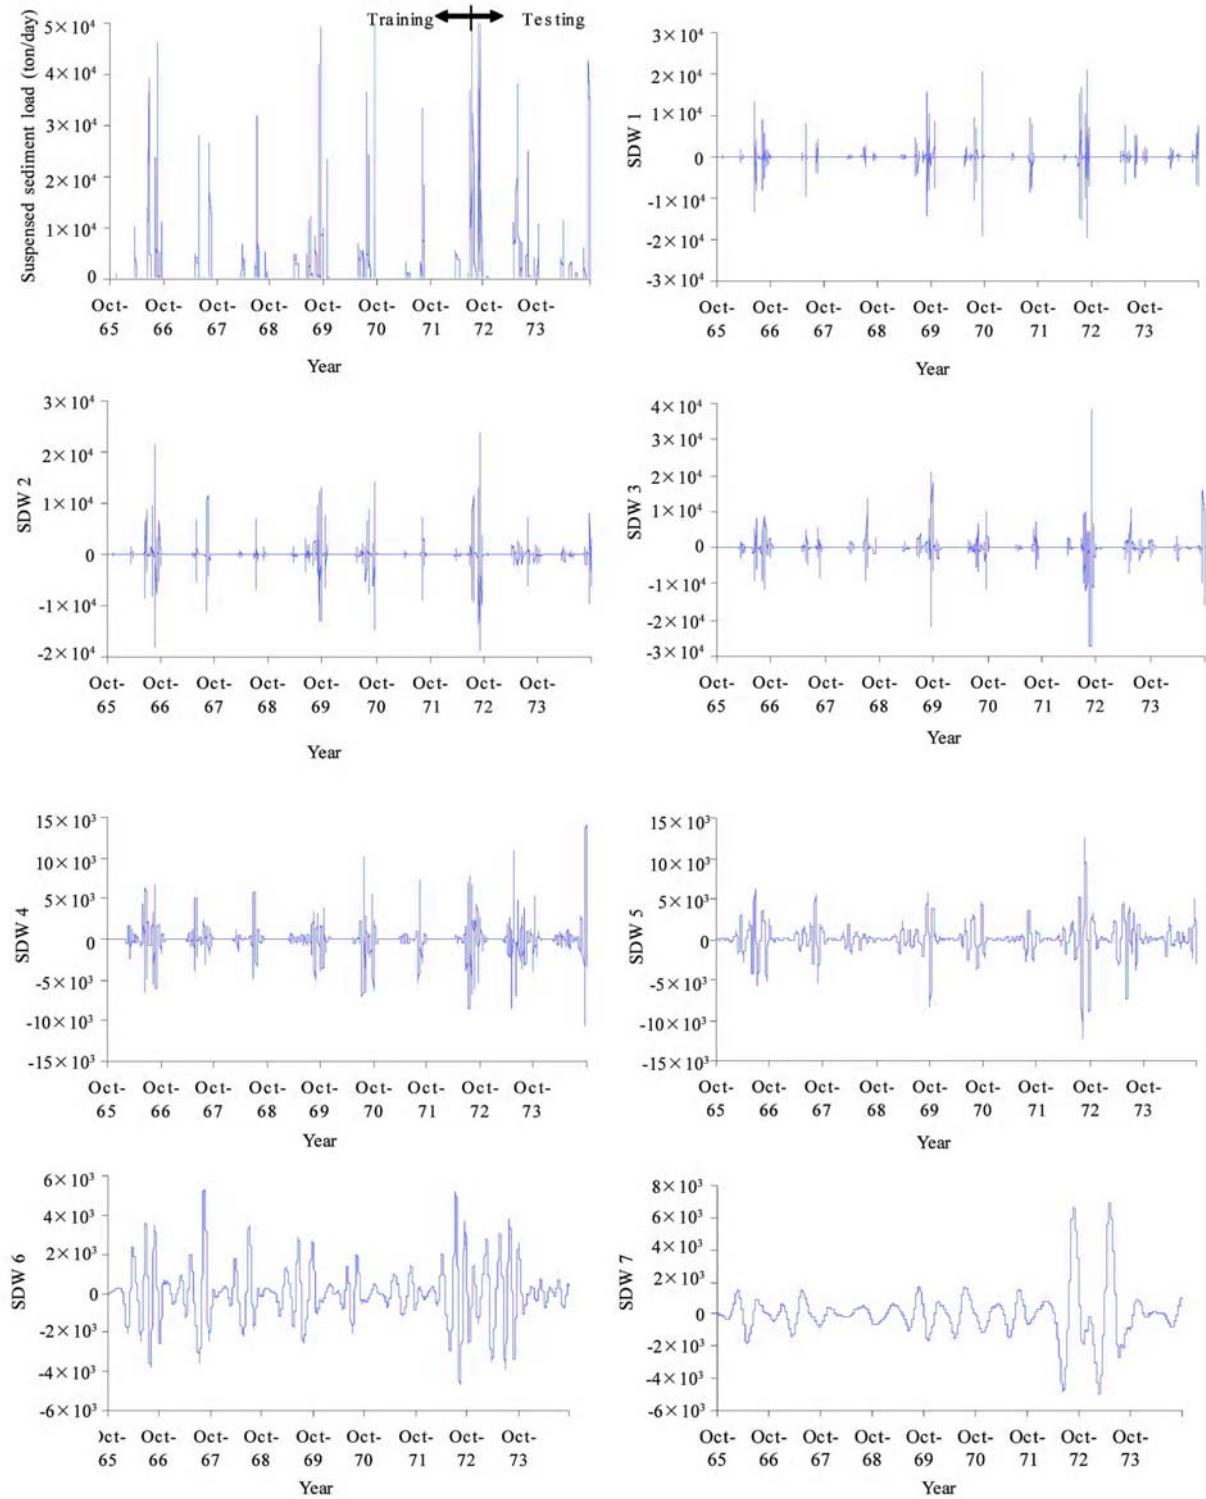 Training Testing
Suspensed sediment load (ton/day)
5×10⁴
4×10⁴
3×10⁴
2×10⁴
1×10⁴
0
Oct- Oct- Oct- Oct- Oct- Oct- Oct- Oct- Oct-
65 66 67 68 69 70 71 72 73
Year
SDW 1
3×10⁴
2×10⁴
1×10⁴
0
-1×10⁴
-2×10⁴
-3×10⁴
Oct- Oct- Oct- Oct- Oct- Oct- Oct- Oct- Oct-
65 66 67 68 69 70 71 72 73
Year
SDW 2
3×10⁴
2×10⁴
1×10⁴
0
-1×10⁴
-2×10⁴
Oct- Oct- Oct- Oct- Oct- Oct- Oct- Oct- Oct-
65 66 67 68 69 70 71 72 73
Year
SDW 3
4×10⁴
3×10⁴
2×10⁴
1×10⁴
0
-1×10⁴
-2×10⁴
-3×10⁴
Oct- Oct- Oct- Oct- Oct- Oct- Oct- Oct- Oct-
65 66 67 68 69 70 71 72 73
Year
SDW 4
15×10³
10×10³
5×10³
0
-5×10³
-10×10³
-15×10³
Oct- Oct- Oct- Oct- Oct- Oct- Oct- Oct- Oct-
65 66 67 68 69 70 71 72 73
Year
SDW 5
15×10³
10×10³
5×10³
0
-5×10³
-10×10³
-15×10³
Oct- Oct- Oct- Oct- Oct- Oct- Oct- Oct- Oct-
65 66 67 68 69 70 71 72 73
Year
SDW 6
6×10³
4×10³
2×10³
0
-2×10³
-4×10³
-6×10³
Oct- Oct- Oct- Oct- Oct- Oct- Oct- Oct- Oct-
65 66 67 68 69 70 71 72 73
Year
SDW 7
8×10³
6×10³
4×10³
2×10³
0
-2×10³
-4×10³
-6×10³
Oct- Oct- Oct- Oct- Oct- Oct- Oct- Oct- Oct-
65 66 67 68 69 70 71 72 73
Year